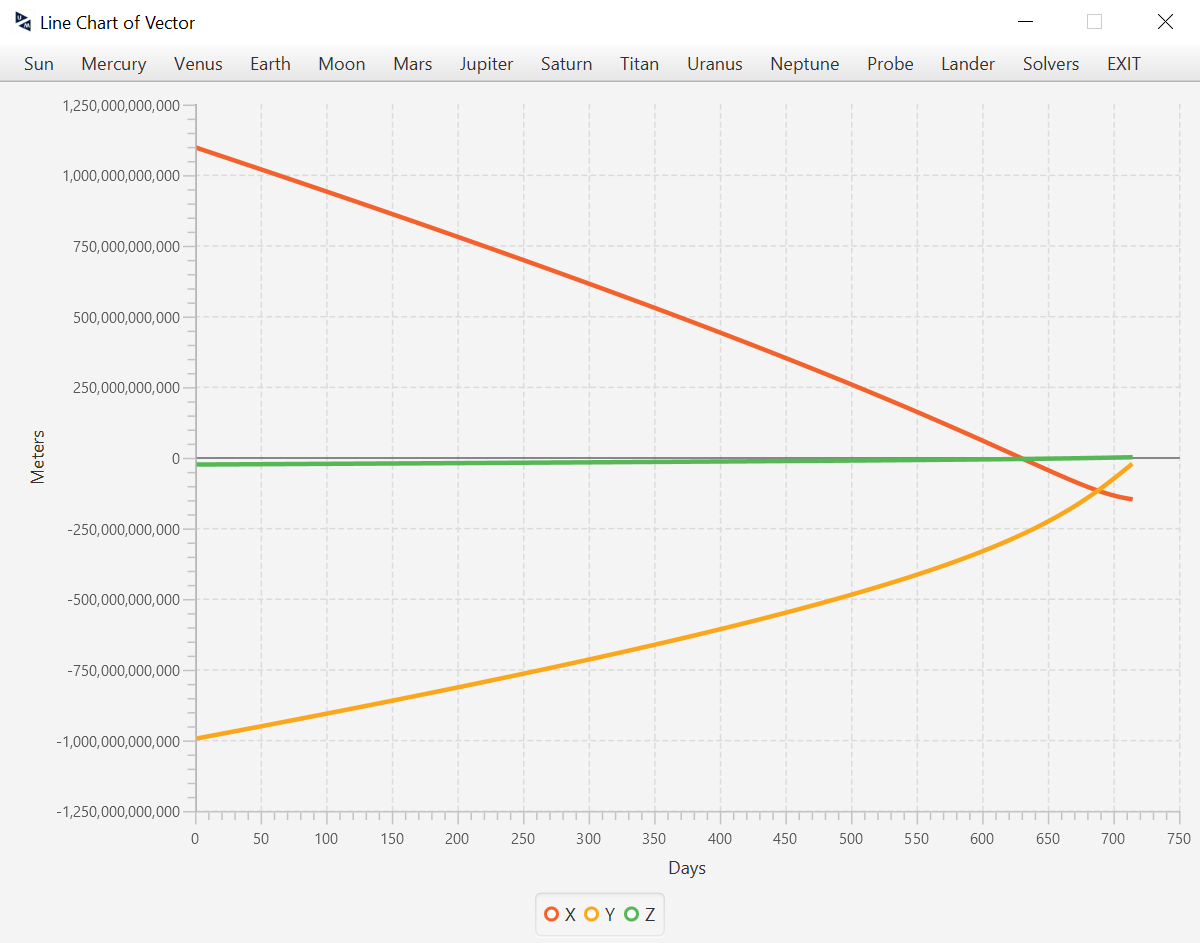 Line Chart of Vector
Sun Mercury Venus Earth Moon Mars Jupiter Saturn Titan Uranus Neptune Probe Lander Solvers EXIT
1,250,000,000,000
1,000,000,000,000
750,000,000,000
500,000,000,000
250,000,000,000
0
-250,000,000,000
-500,000,000,000
-750,000,000,000
-1,000,000,000,000
-1,250,000,000,000
Meters
0 50 100 150 200 250 300 350 400 450 500 550 600 650 700 750
Days
X Y Z